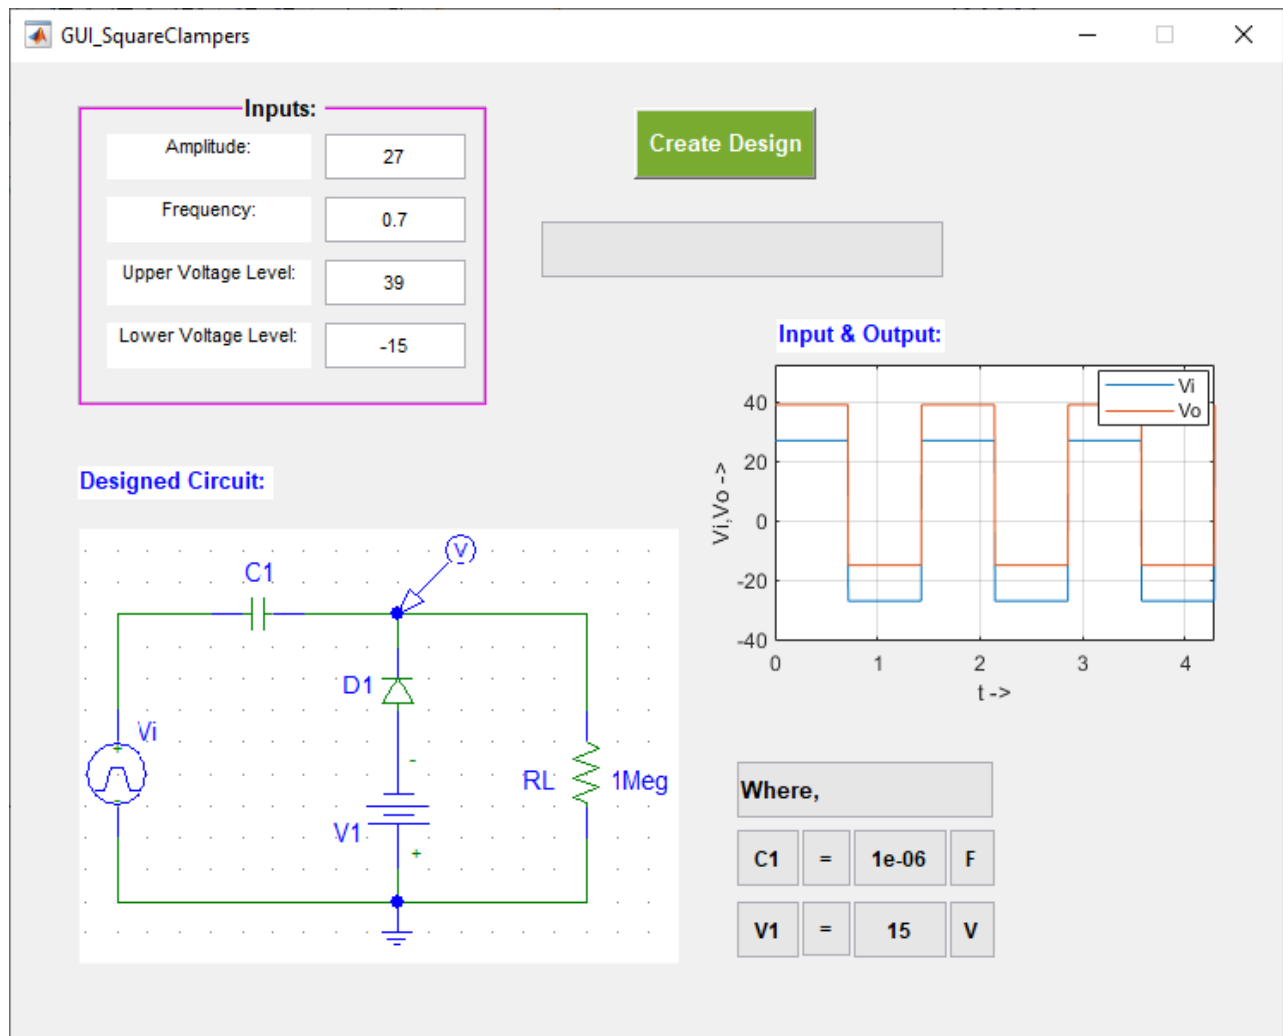 GUI_SquareClampers
Inputs:
Amplitude: 27
Frequency: 0.7
Upper Voltage Level: 39
Lower Voltage Level: -15
Create Design
Input & Output:
Vi
Vo
40
20
0
-20
-40
Vi,Vo ->
0 1 2 3 4
t ->
Designed Circuit:
V
C1
D1
Vi
+
-
-
RL 1Meg
V1
+
Where,
C1 = 1e-06 F
V1 = 15 V